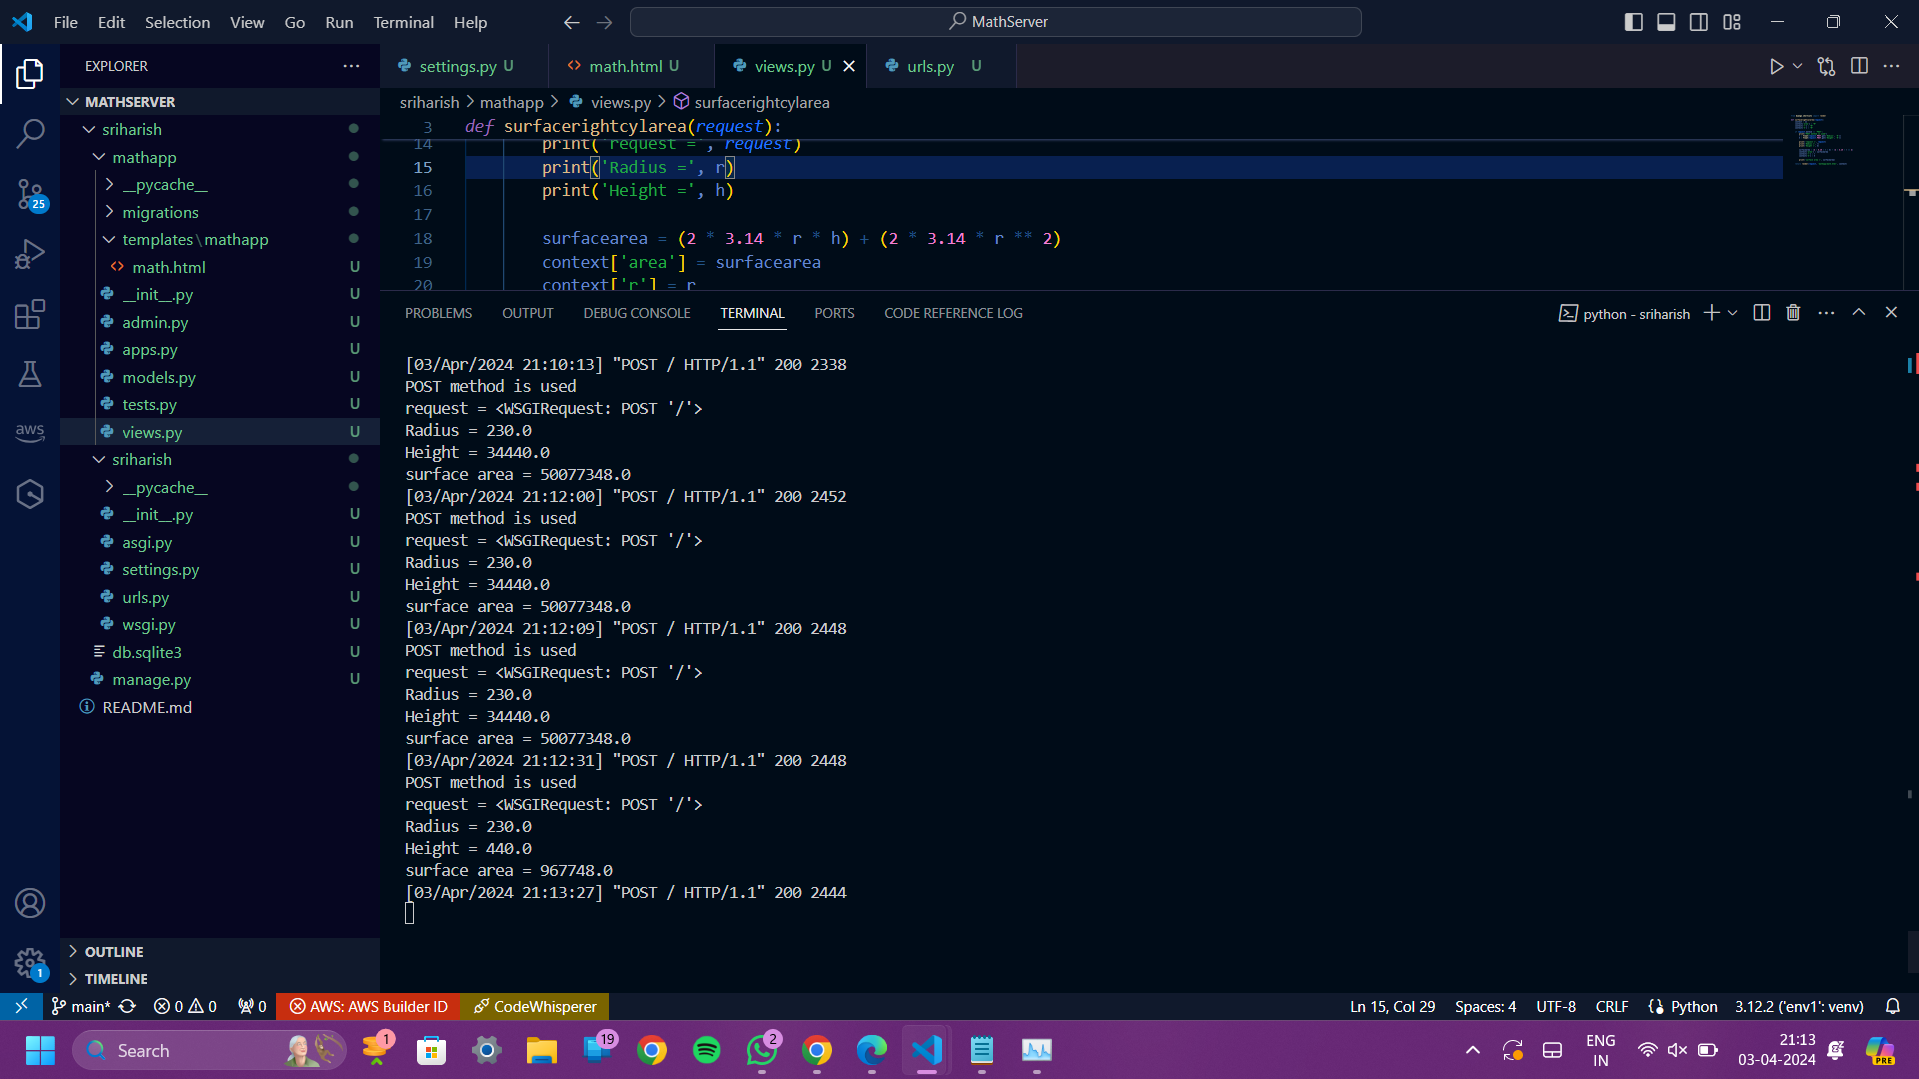 File Edit Selection View Go Run Terminal Help
MathServer
EXPLORER
settings.py U
math.html U
views.py U
urls.py U
MATHSERVER
sriharish
mathapp
__pycache__
migrations
templates\mathapp
math.html U
__init__.py U
admin.py U
apps.py U
models.py U
tests.py U
views.py U
sriharish
__pycache__
__init__.py U
asgi.py U
settings.py U
urls.py U
wsgi.py U
db.sqlite3 U
manage.py U
README.md
OUTLINE
TIMELINE
25
aws
1
sriharish > mathapp > views.py > surfacerightcylarea
3 def surfacerightcylarea(request):
14 print('request =', request)
15 print('Radius =', r)
16 print('Height =', h)
17
18 surfacearea = (2 * 3.14 * r * h) + (2 * 3.14 * r ** 2)
19 context['area'] = surfacearea
20 context['r'] = r
PROBLEMS OUTPUT DEBUG CONSOLE TERMINAL PORTS CODE REFERENCE LOG
python - sriharish
[03/Apr/2024 21:10:13] "POST / HTTP/1.1" 200 2338
POST method is used
request = <WSGIRequest: POST '/'>
Radius = 230.0
Height = 34440.0
surface area = 50077348.0
[03/Apr/2024 21:12:00] "POST / HTTP/1.1" 200 2452
POST method is used
request = <WSGIRequest: POST '/'>
Radius = 230.0
Height = 34440.0
surface area = 50077348.0
[03/Apr/2024 21:12:09] "POST / HTTP/1.1" 200 2448
POST method is used
request = <WSGIRequest: POST '/'>
Radius = 230.0
Height = 34440.0
surface area = 50077348.0
[03/Apr/2024 21:12:31] "POST / HTTP/1.1" 200 2448
POST method is used
request = <WSGIRequest: POST '/'>
Radius = 230.0
Height = 440.0
surface area = 967748.0
[03/Apr/2024 21:13:27] "POST / HTTP/1.1" 200 2444
main* 0 0 0 AWS: AWS Builder ID CodeWhisperer
Ln 15, Col 29 Spaces: 4 UTF-8 CRLF Python 3.12.2 ('env1': venv)
Search
1
19
2
ENG
IN
21:13
03-04-2024
PRE